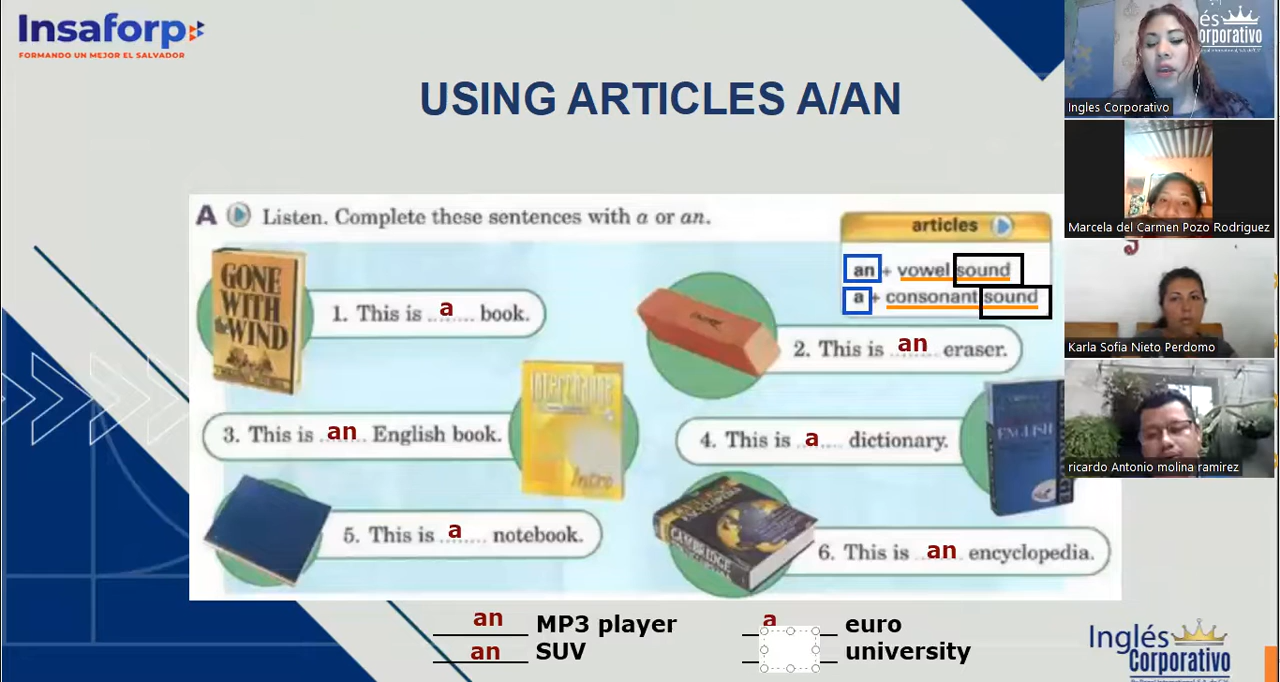 Insaforp
FORMANDO UN MEJOR EL SALVADOR
USING ARTICLES A/AN
A Listen. Complete these sentences with a or an.
articles
an + vowel sound
a + consonant sound
GONE
WITH
the WIND
1. This is a book.
2. This is an eraser.
interchange
Intro
3. This is an English book.
4. This is a dictionary.
ENGLISH
5. This is a notebook.
6. This is an encyclopedia.
an MP3 player
a euro
an SUV
university
Inglés
Corporativo
és
orporativo
Ingles Corporativo
Marcela del Carmen Pozo Rodriguez
Karla Sofia Nieto Perdomo
ricardo Antonio molina ramirez